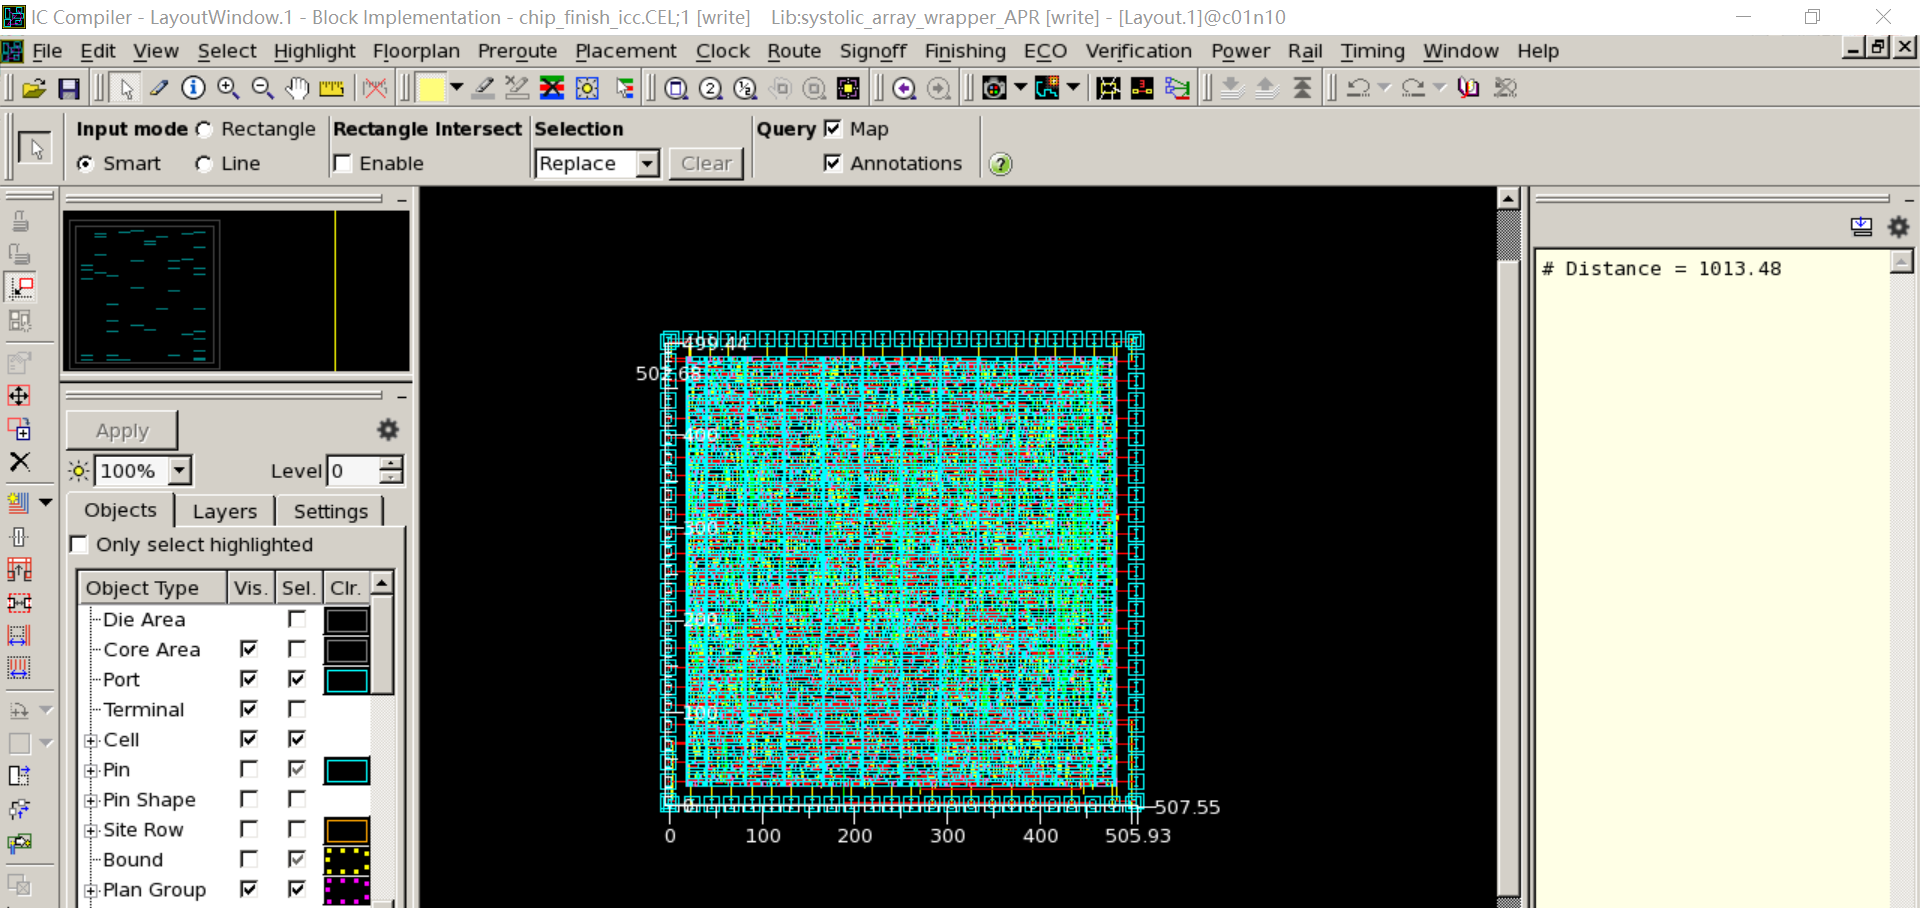 IC Compiler - LayoutWindow.1 - Block Implementation - chip_finish_icc.CEL;1 [write]    Lib:systolic_array_wrapper_APR [write] - [Layout.1]@c01n10
File Edit View Select Highlight Floorplan Preroute Placement Clock Route Signoff Finishing ECO Verification Power Rail Timing Window Help
Input mode Rectangle Rectangle Intersect Selection Query Map
Smart Line Enable Replace Clear Annotations
# Distance = 1013.48
Apply
100% Level 0
Objects Layers Settings
Only select highlighted
Object Type Vis. Sel. Clr.
Die Area
Core Area
Port
Terminal
Cell
Pin
Pin Shape
Site Row
Bound
Plan Group
499.44
502.68
400
300
200
100
0
507.55
0 100 200 300 400 505.93